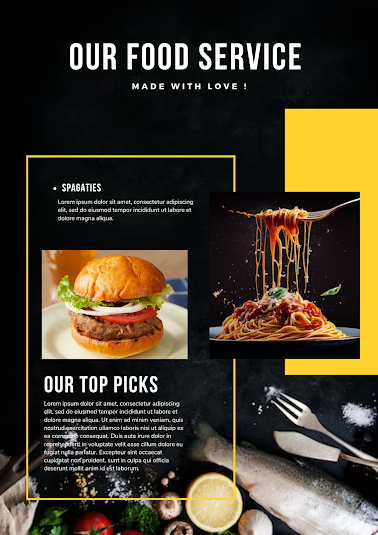 OUR FOOD SERVICE
MADE WITH LOVE !
• SPAGATIES
Lorem ipsum dolor sit amet, consectetur adipiscing
elit, sed do eiusmod tempor incididunt ut labore et
dolore magna aliqua.
OUR TOP PICKS
Lorem ipsum dolor sit amet, consectetur adipiscing
elit, sed do eiusmod tempor incididunt ut labore et
dolore magna aliqua. Ut enim ad minim veniam, quis
nostrud exercitation ullamco laboris nisi ut aliquip ex
ea commodo consequat. Duis aute irure dolor in
reprehenderit in voluptate velit esse cillum dolore eu
fugiat nulla pariatur. Excepteur sint occaecat
cupidatat non proident, sunt in culpa qui officia
deserunt mollit anim id est laborum.